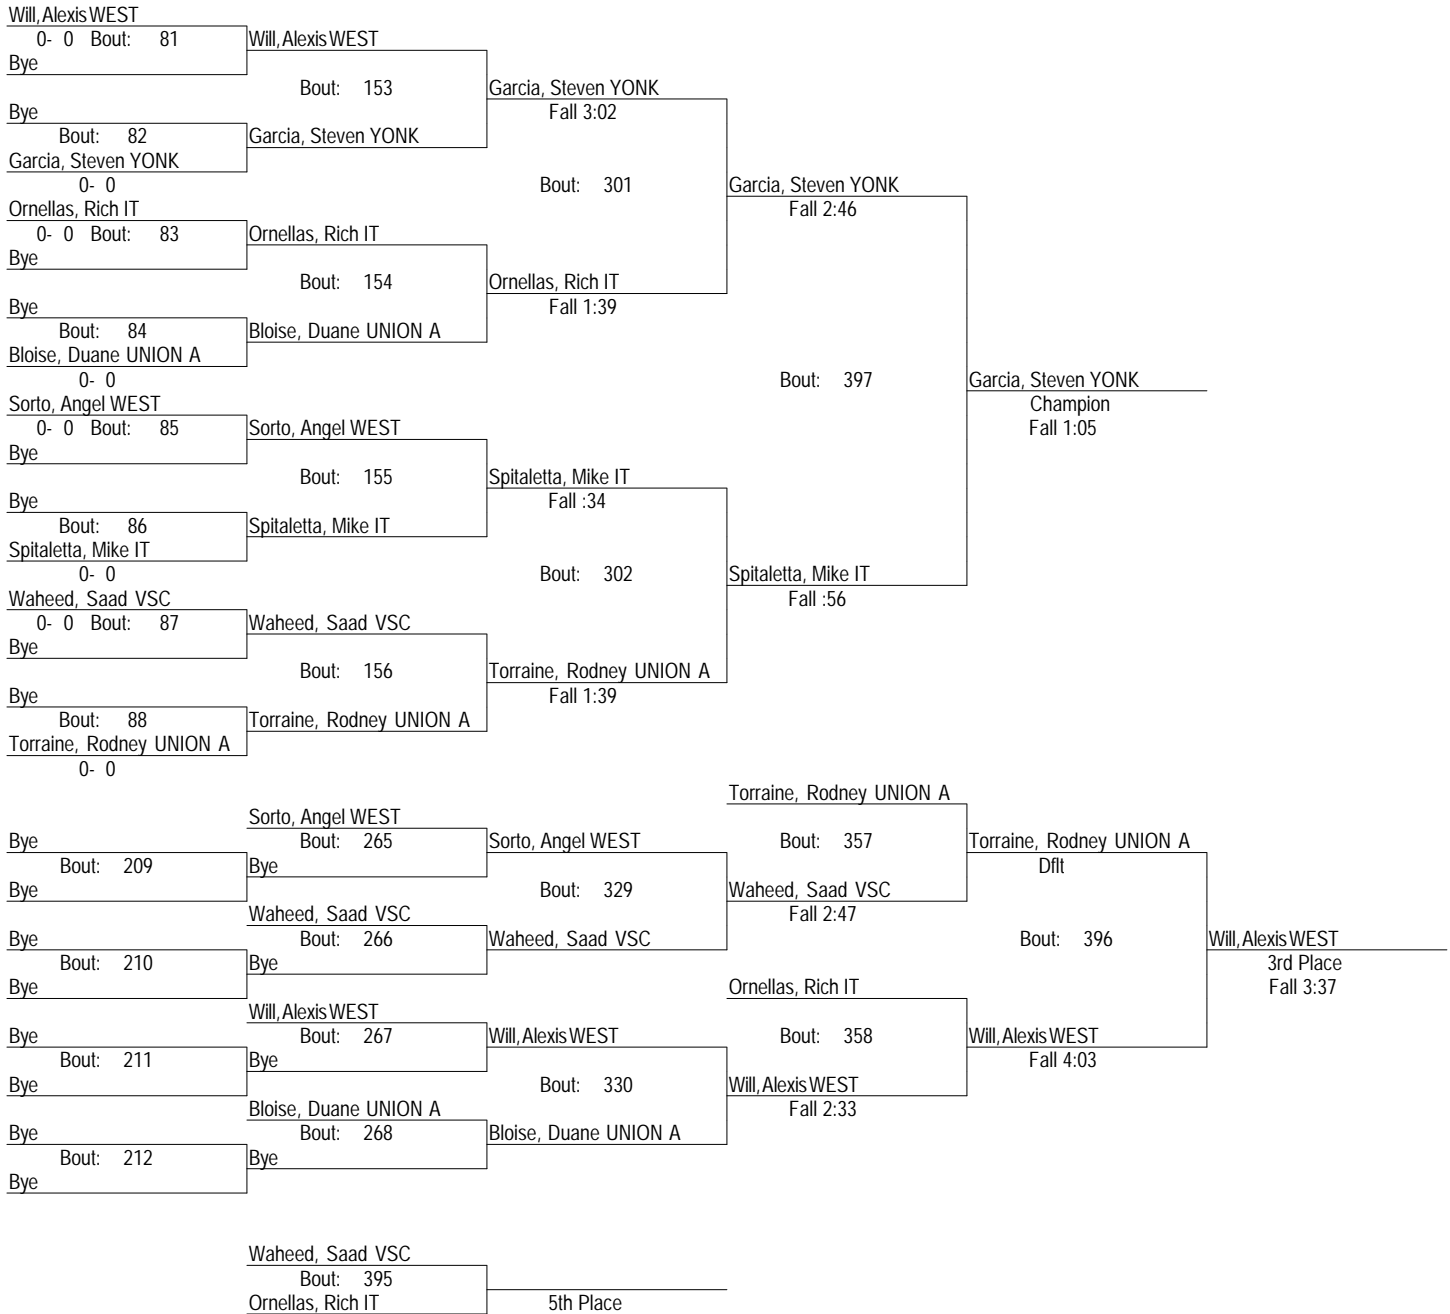 Will, Alexis WEST
0- 0 Bout: 81 Will, Alexis WEST
Bye
Bout: 153 Garcia, Steven YONK
Bye Fall 3:02
Bout: 82 Garcia, Steven YONK
Garcia, Steven YONK
0- 0 Bout: 301 Garcia, Steven YONK
Ornellas, Rich IT Fall 2:46
0- 0 Bout: 83 Ornellas, Rich IT
Bye
Bout: 154 Ornellas, Rich IT
Bye Fall 1:39
Bout: 84 Bloise, Duane UNION A
Bloise, Duane UNION A
0- 0 Bout: 397 Garcia, Steven YONK
Sorto, Angel WEST Champion
0- 0 Bout: 85 Sorto, Angel WEST Fall 1:05
Bye
Bout: 155 Spitaletta, Mike IT
Bye Fall :34
Bout: 86 Spitaletta, Mike IT
Spitaletta, Mike IT
0- 0 Bout: 302 Spitaletta, Mike IT
Waheed, Saad VSC Fall :56
0- 0 Bout: 87 Waheed, Saad VSC
Bye
Bout: 156 Torraine, Rodney UNION A
Bye Fall 1:39
Bout: 88 Torraine, Rodney UNION A
Torraine, Rodney UNION A
0- 0
Torraine, Rodney UNION A
Sorto, Angel WEST
Bye Bout: 265 Sorto, Angel WEST Bout: 357 Torraine, Rodney UNION A
Bout: 209 Bye Dflt
Bye Bout: 329 Waheed, Saad VSC
Waheed, Saad VSC Fall 2:47
Bye Bout: 266 Waheed, Saad VSC Bout: 396 Will, Alexis WEST
Bout: 210 Bye 3rd Place
Bye Ornellas, Rich IT Fall 3:37
Will, Alexis WEST
Bye Bout: 267 Will, Alexis WEST Bout: 358 Will, Alexis WEST
Bout: 211 Bye Fall 4:03
Bye Bout: 330 Will, Alexis WEST
Bloise, Duane UNION A Fall 2:33
Bye Bout: 268 Bloise, Duane UNION A
Bout: 212 Bye
Bye
Waheed, Saad VSC
Bout: 395
Ornellas, Rich IT 5th Place